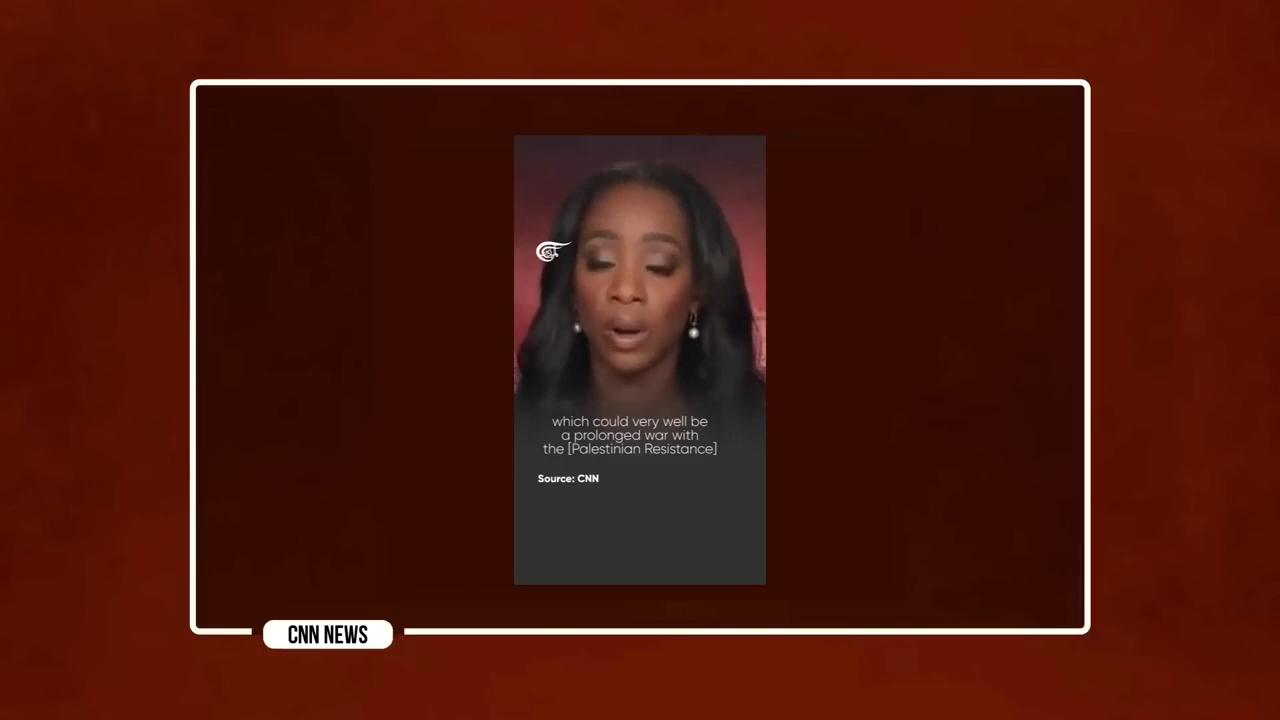 which could very well be
a prolonged war with
the [Palestinian Resistance]
Source: CNN
CNN NEWS